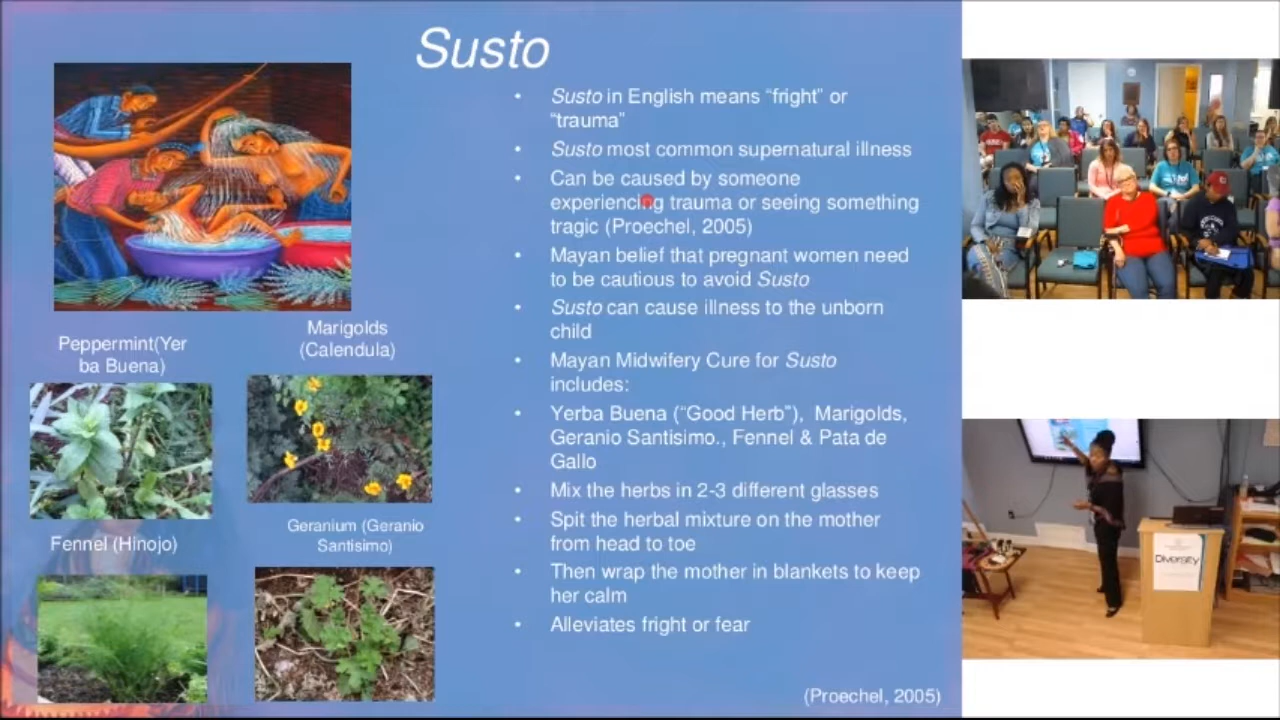 Susto
• Susto in English means “fright” or
“trauma”
• Susto most common supernatural illness
• Can be caused by someone
experiencing trauma or seeing something
tragic (Proechel, 2005)
• Mayan belief that pregnant women need
to be cautious to avoid Susto
• Susto can cause illness to the unborn
child
• Mayan Midwifery Cure for Susto
includes:
• Yerba Buena (“Good Herb”), Marigolds,
Geranio Santisimo., Fennel & Pata de
Gallo
• Mix the herbs in 2-3 different glasses
• Spit the herbal mixture on the mother
from head to toe
• Then wrap the mother in blankets to keep
her calm
• Alleviates fright or fear
(Proechel, 2005)
Peppermint(Yer
ba Buena)
Marigolds
(Calendula)
Fennel (Hinojo)
Geranium (Geranio
Santisimo)
Diversity